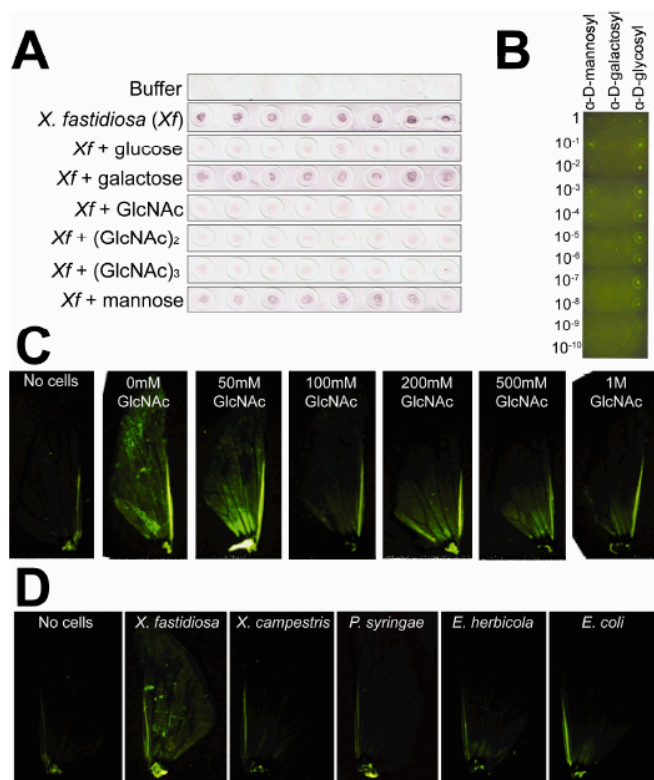 A
Buffer
X. fastidiosa (Xf)
Xf + glucose
Xf + galactose
Xf + GlcNAc
Xf + (GlcNAc)₂
Xf + (GlcNAc)₃
Xf + mannose
B
α-D-mannosyl
α-D-galactosyl
α-D-glycosyl
1
10⁻¹
10⁻²
10⁻³
10⁻⁴
10⁻⁵
10⁻⁶
10⁻⁷
10⁻⁸
10⁻⁹
10⁻¹⁰
C
No cells
0mM
GlcNAc
50mM
GlcNAc
100mM
GlcNAc
200mM
GlcNAc
500mM
GlcNAc
1M
GlcNAc
D
No cells
X. fastidiosa
X. campestris
P. syringae
E. herbicola
E. coli